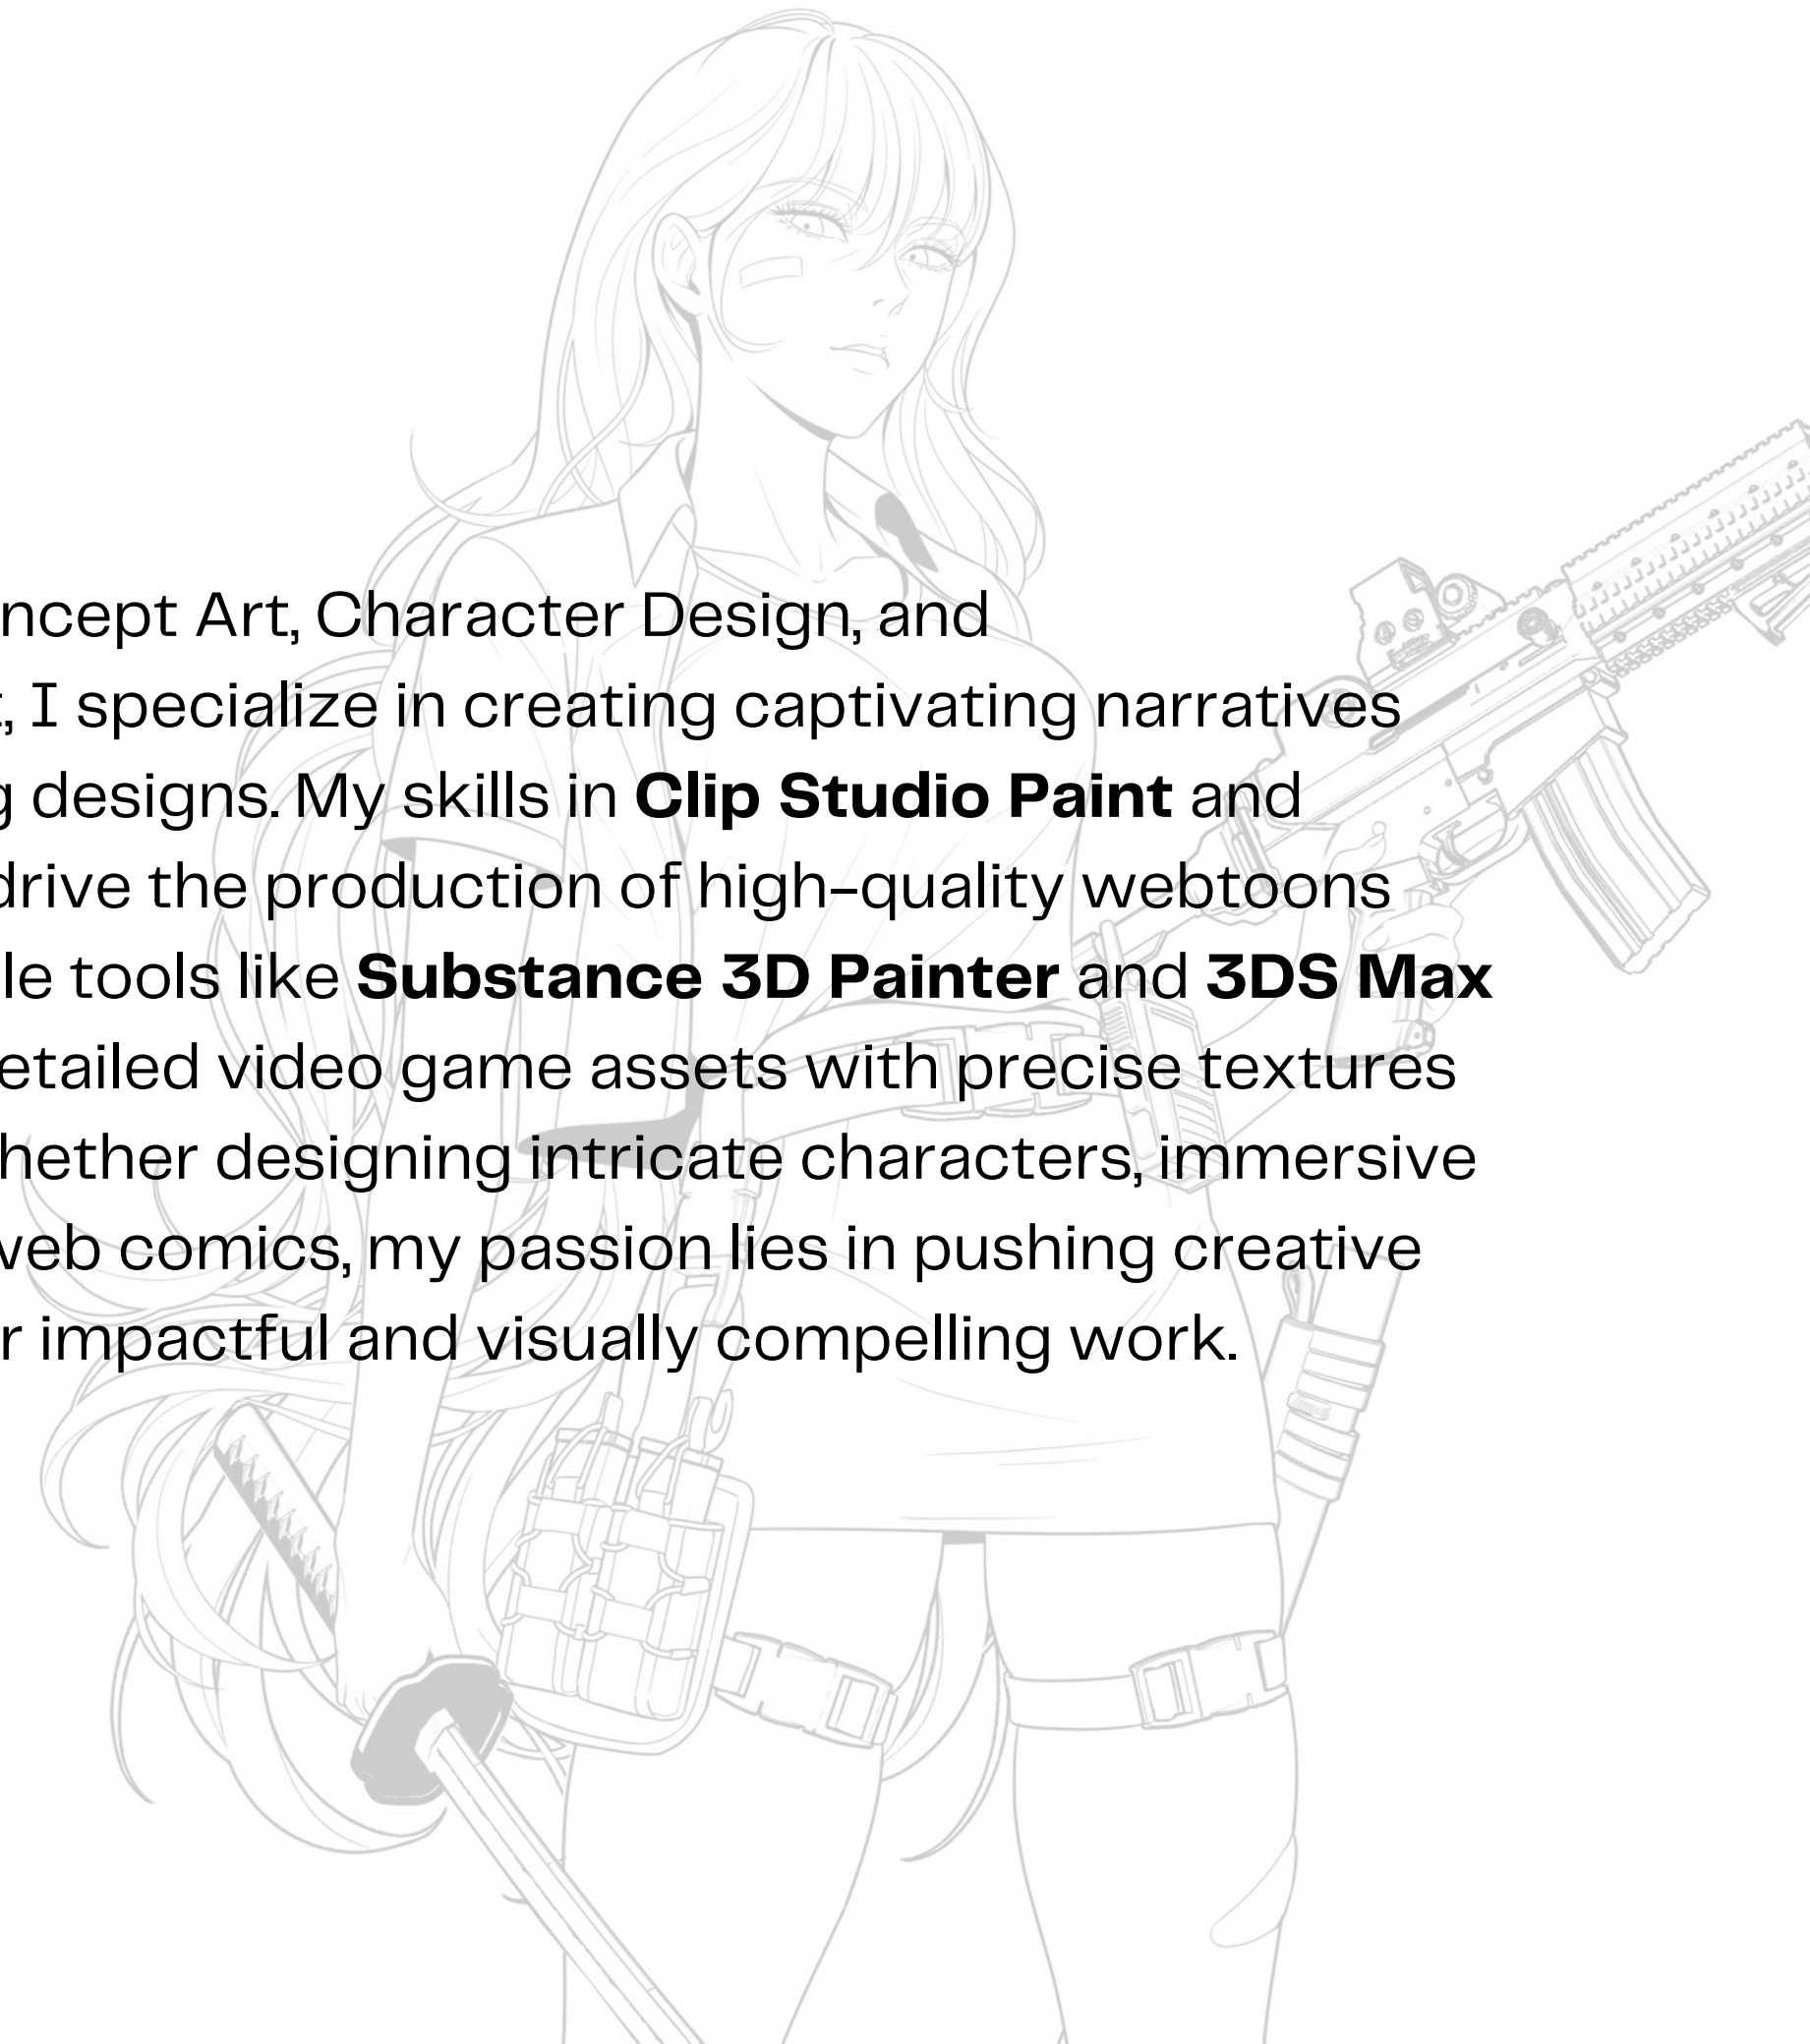 ncept Art, Character Design, and
, I specialize in creating captivating narratives
g designs. My skills in Clip Studio Paint and
drive the production of high-quality webtoons
le tools like Substance 3D Painter and 3DS Max
etailed video game assets with precise textures
hether designing intricate characters, immersive
web comics, my passion lies in pushing creative
r impactful and visually compelling work.